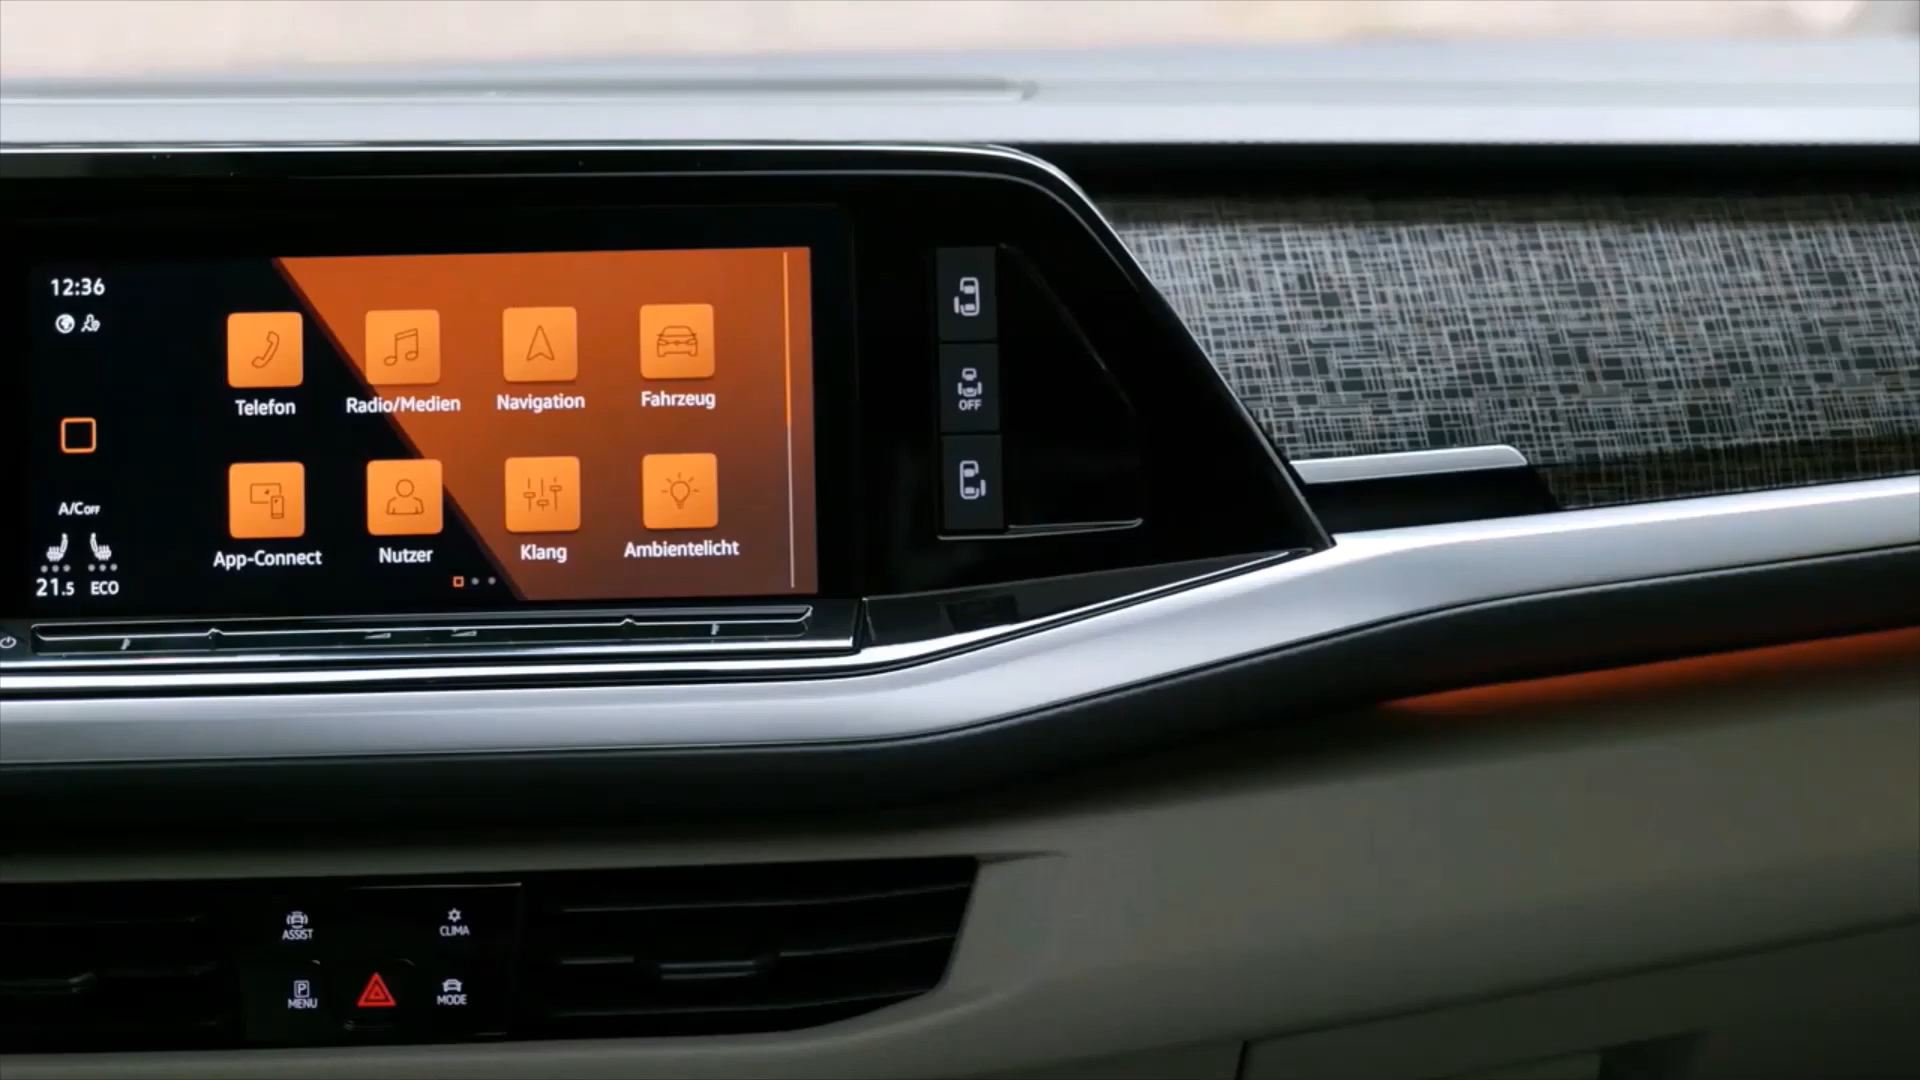 12:36
Telefon
Radio/Medien
Navigation
Fahrzeug
A/C OFF
App-Connect
Nutzer
Klang
Ambientelicht
21.5 ECO
OFF
ASSIST
CLIMA
P
MENU
MODE